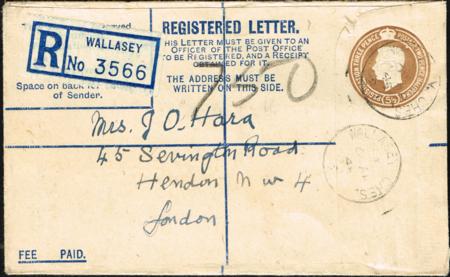 REGISTERED LETTER.
THIS LETTER MUST BE GIVEN TO AN
OFFICER OF THE POST OFFICE
TO BE REGISTERED, AND A RECEIPT
OBTAINED FOR IT.
THE ADDRESS MUST BE
WRITTEN ON THIS SIDE.
R
WALLASEY
No 3566
Space on back for
of Sender.
Mrs. J O. Hara
45 Sevington Road
Hendon N W 4
London
WALLASEY
FEE PAID.